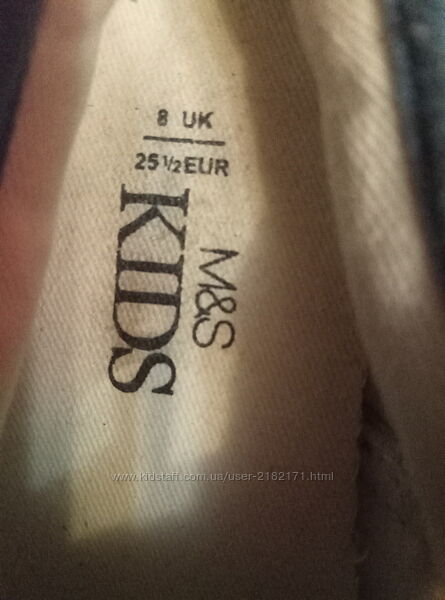 8 UK
25 ½ EUR
M&S
KIDS
www.kidstaff.com.ua/user-2182171.html